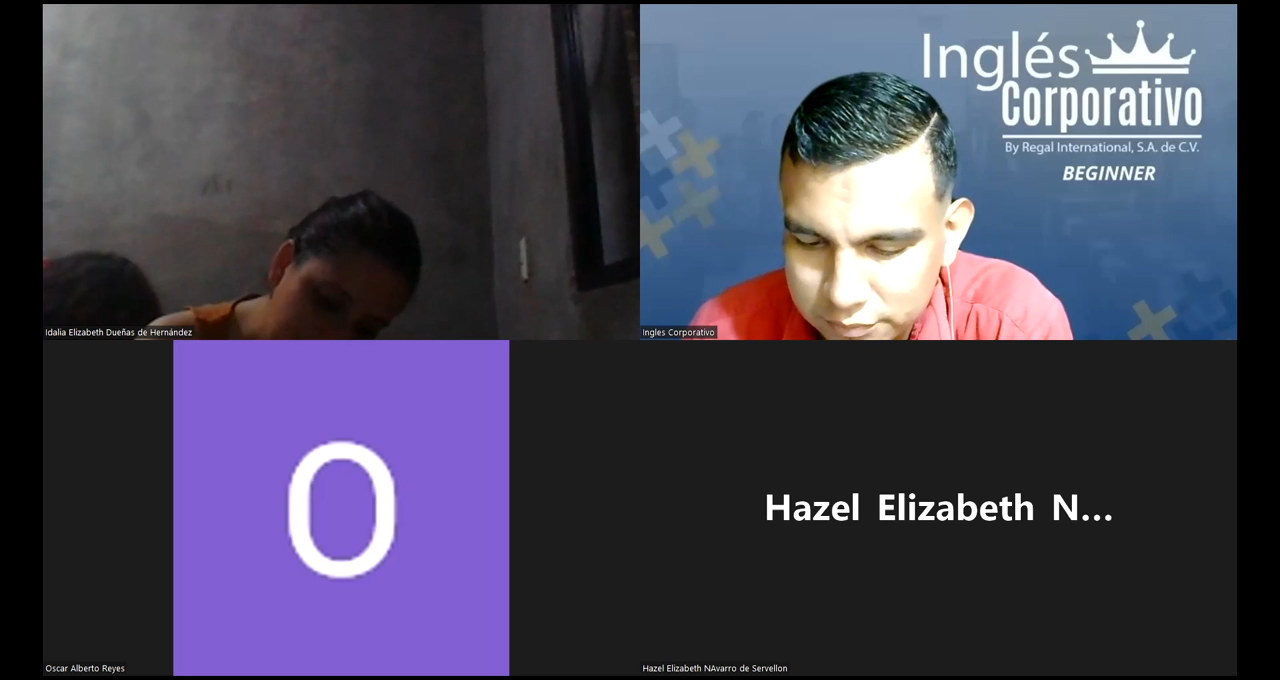 Inglés
Corporativo
By Regal International, S.A. de C.V.
BEGINNER
Idalia Elizabeth Dueñas de Hernández
Ingles Corporativo
O
Hazel Elizabeth N...
Oscar Alberto Reyes
Hazel Elizabeth NAvarro de Servellon